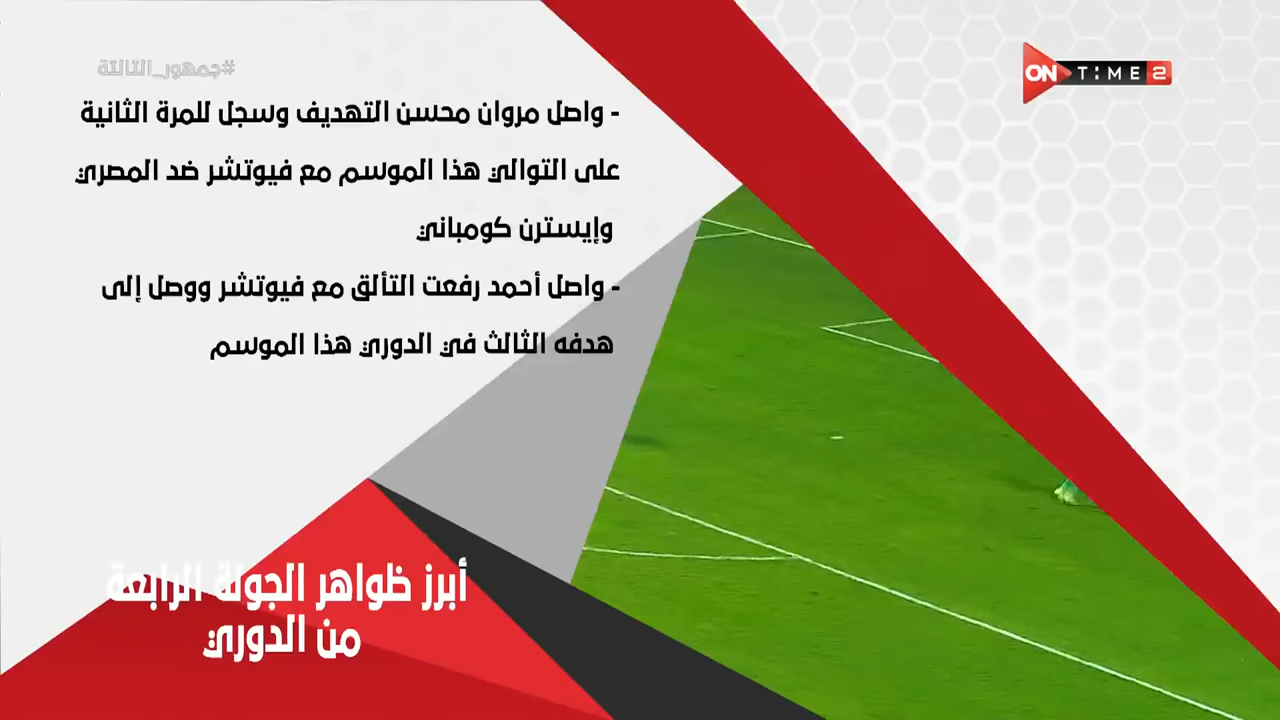 #جمهور_التالتة
ON TIME 2
- واصل مروان محسن التهديف وسجل للمرة الثانية
على التوالي هذا الموسم مع فيوتشر ضد المصري
وإيسترن كومباني
- واصل أحمد رفعت التألق مع فيوتشر ووصل إلى
هدفه الثالث في الدوري هذا الموسم
أبرز ظواهر الجولة الرابعة
من الدوري